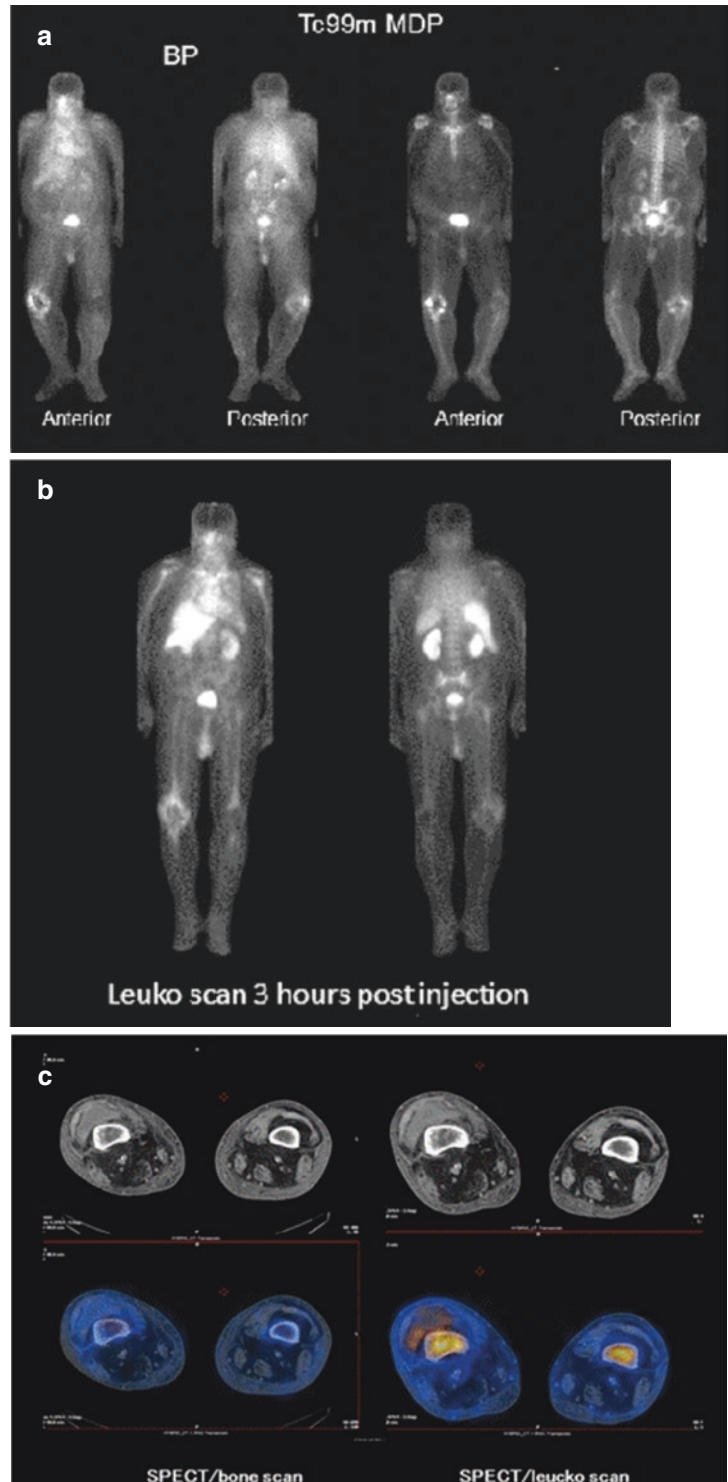 a
Tc99m MDP
BP
Anterior
Posterior
Anterior
Posterior
b
Leuko scan 3 hours post injection
c
SPECT/bone scan
SPECT/leucko scan